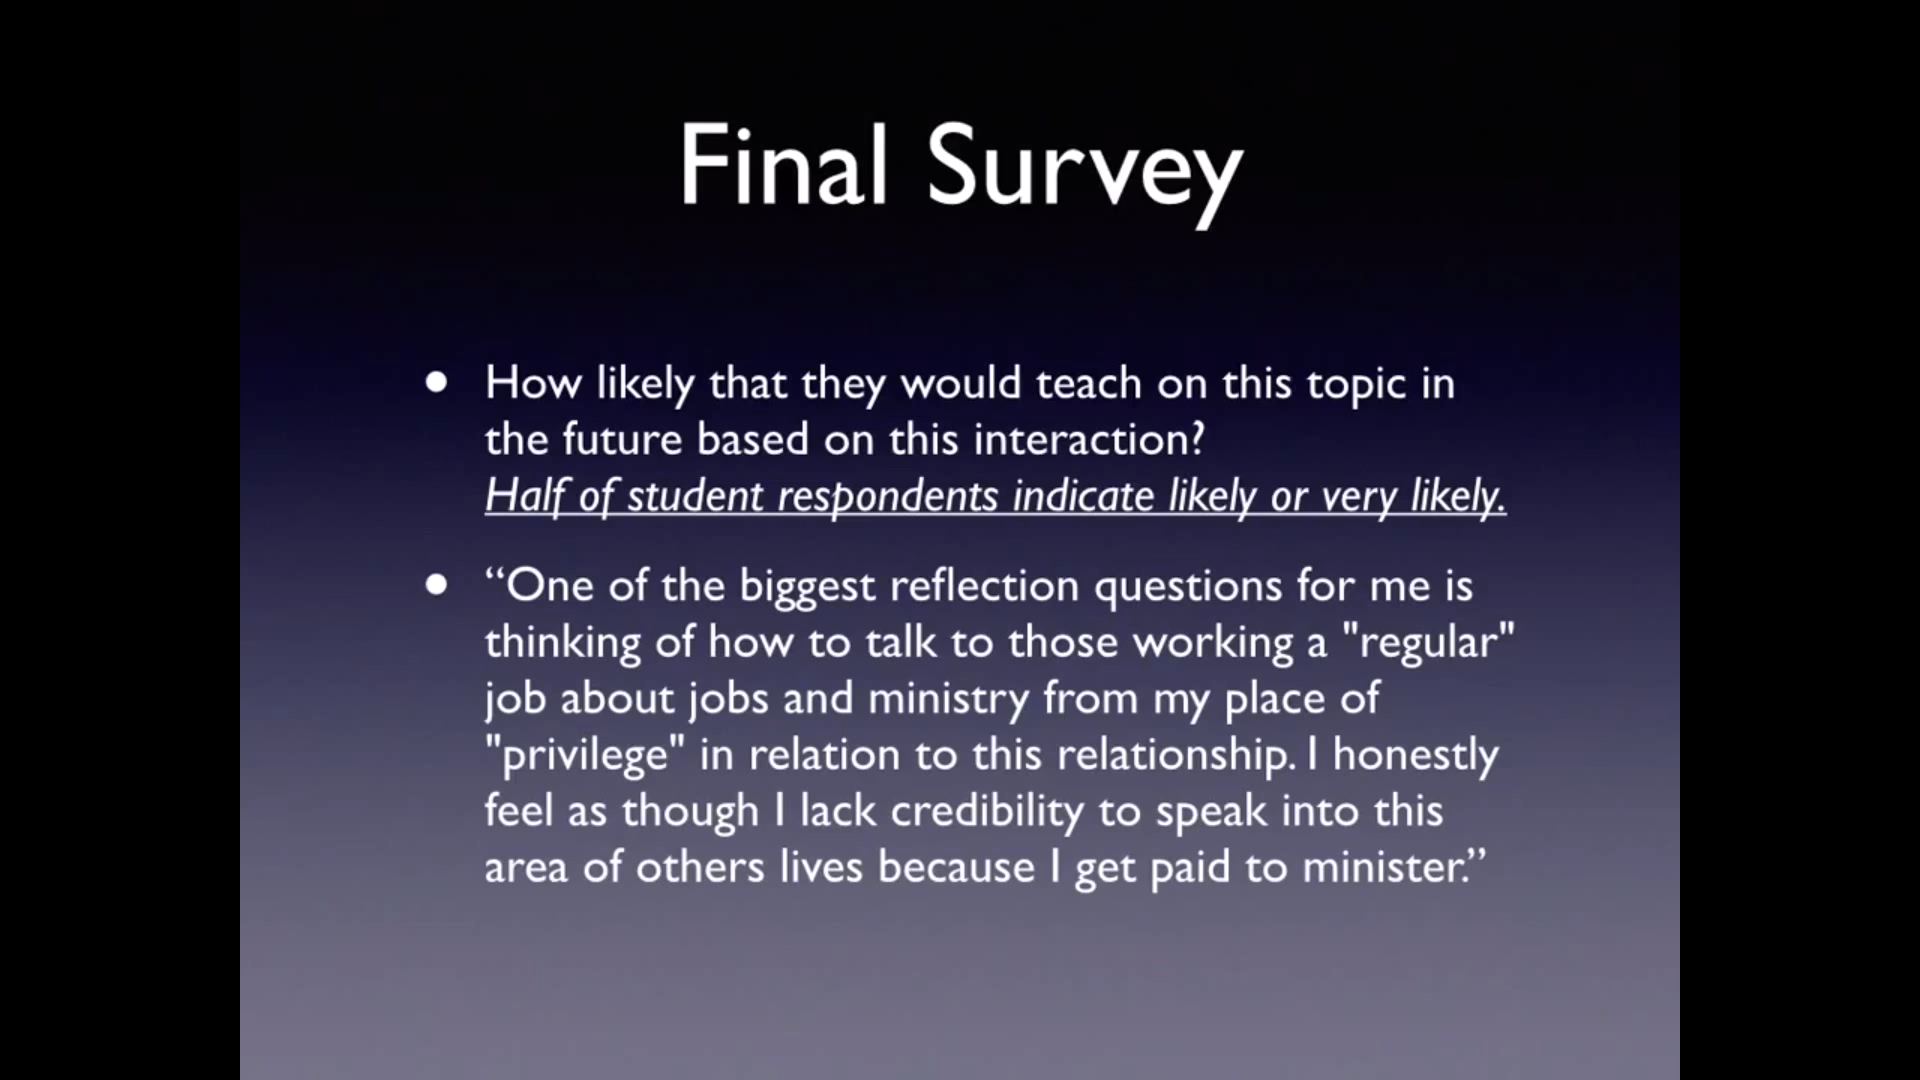 Final Survey
• How likely that they would teach on this topic in
the future based on this interaction?
Half of student respondents indicate likely or very likely.
• “One of the biggest reflection questions for me is
thinking of how to talk to those working a "regular"
job about jobs and ministry from my place of
"privilege" in relation to this relationship. I honestly
feel as though I lack credibility to speak into this
area of others lives because I get paid to minister.”